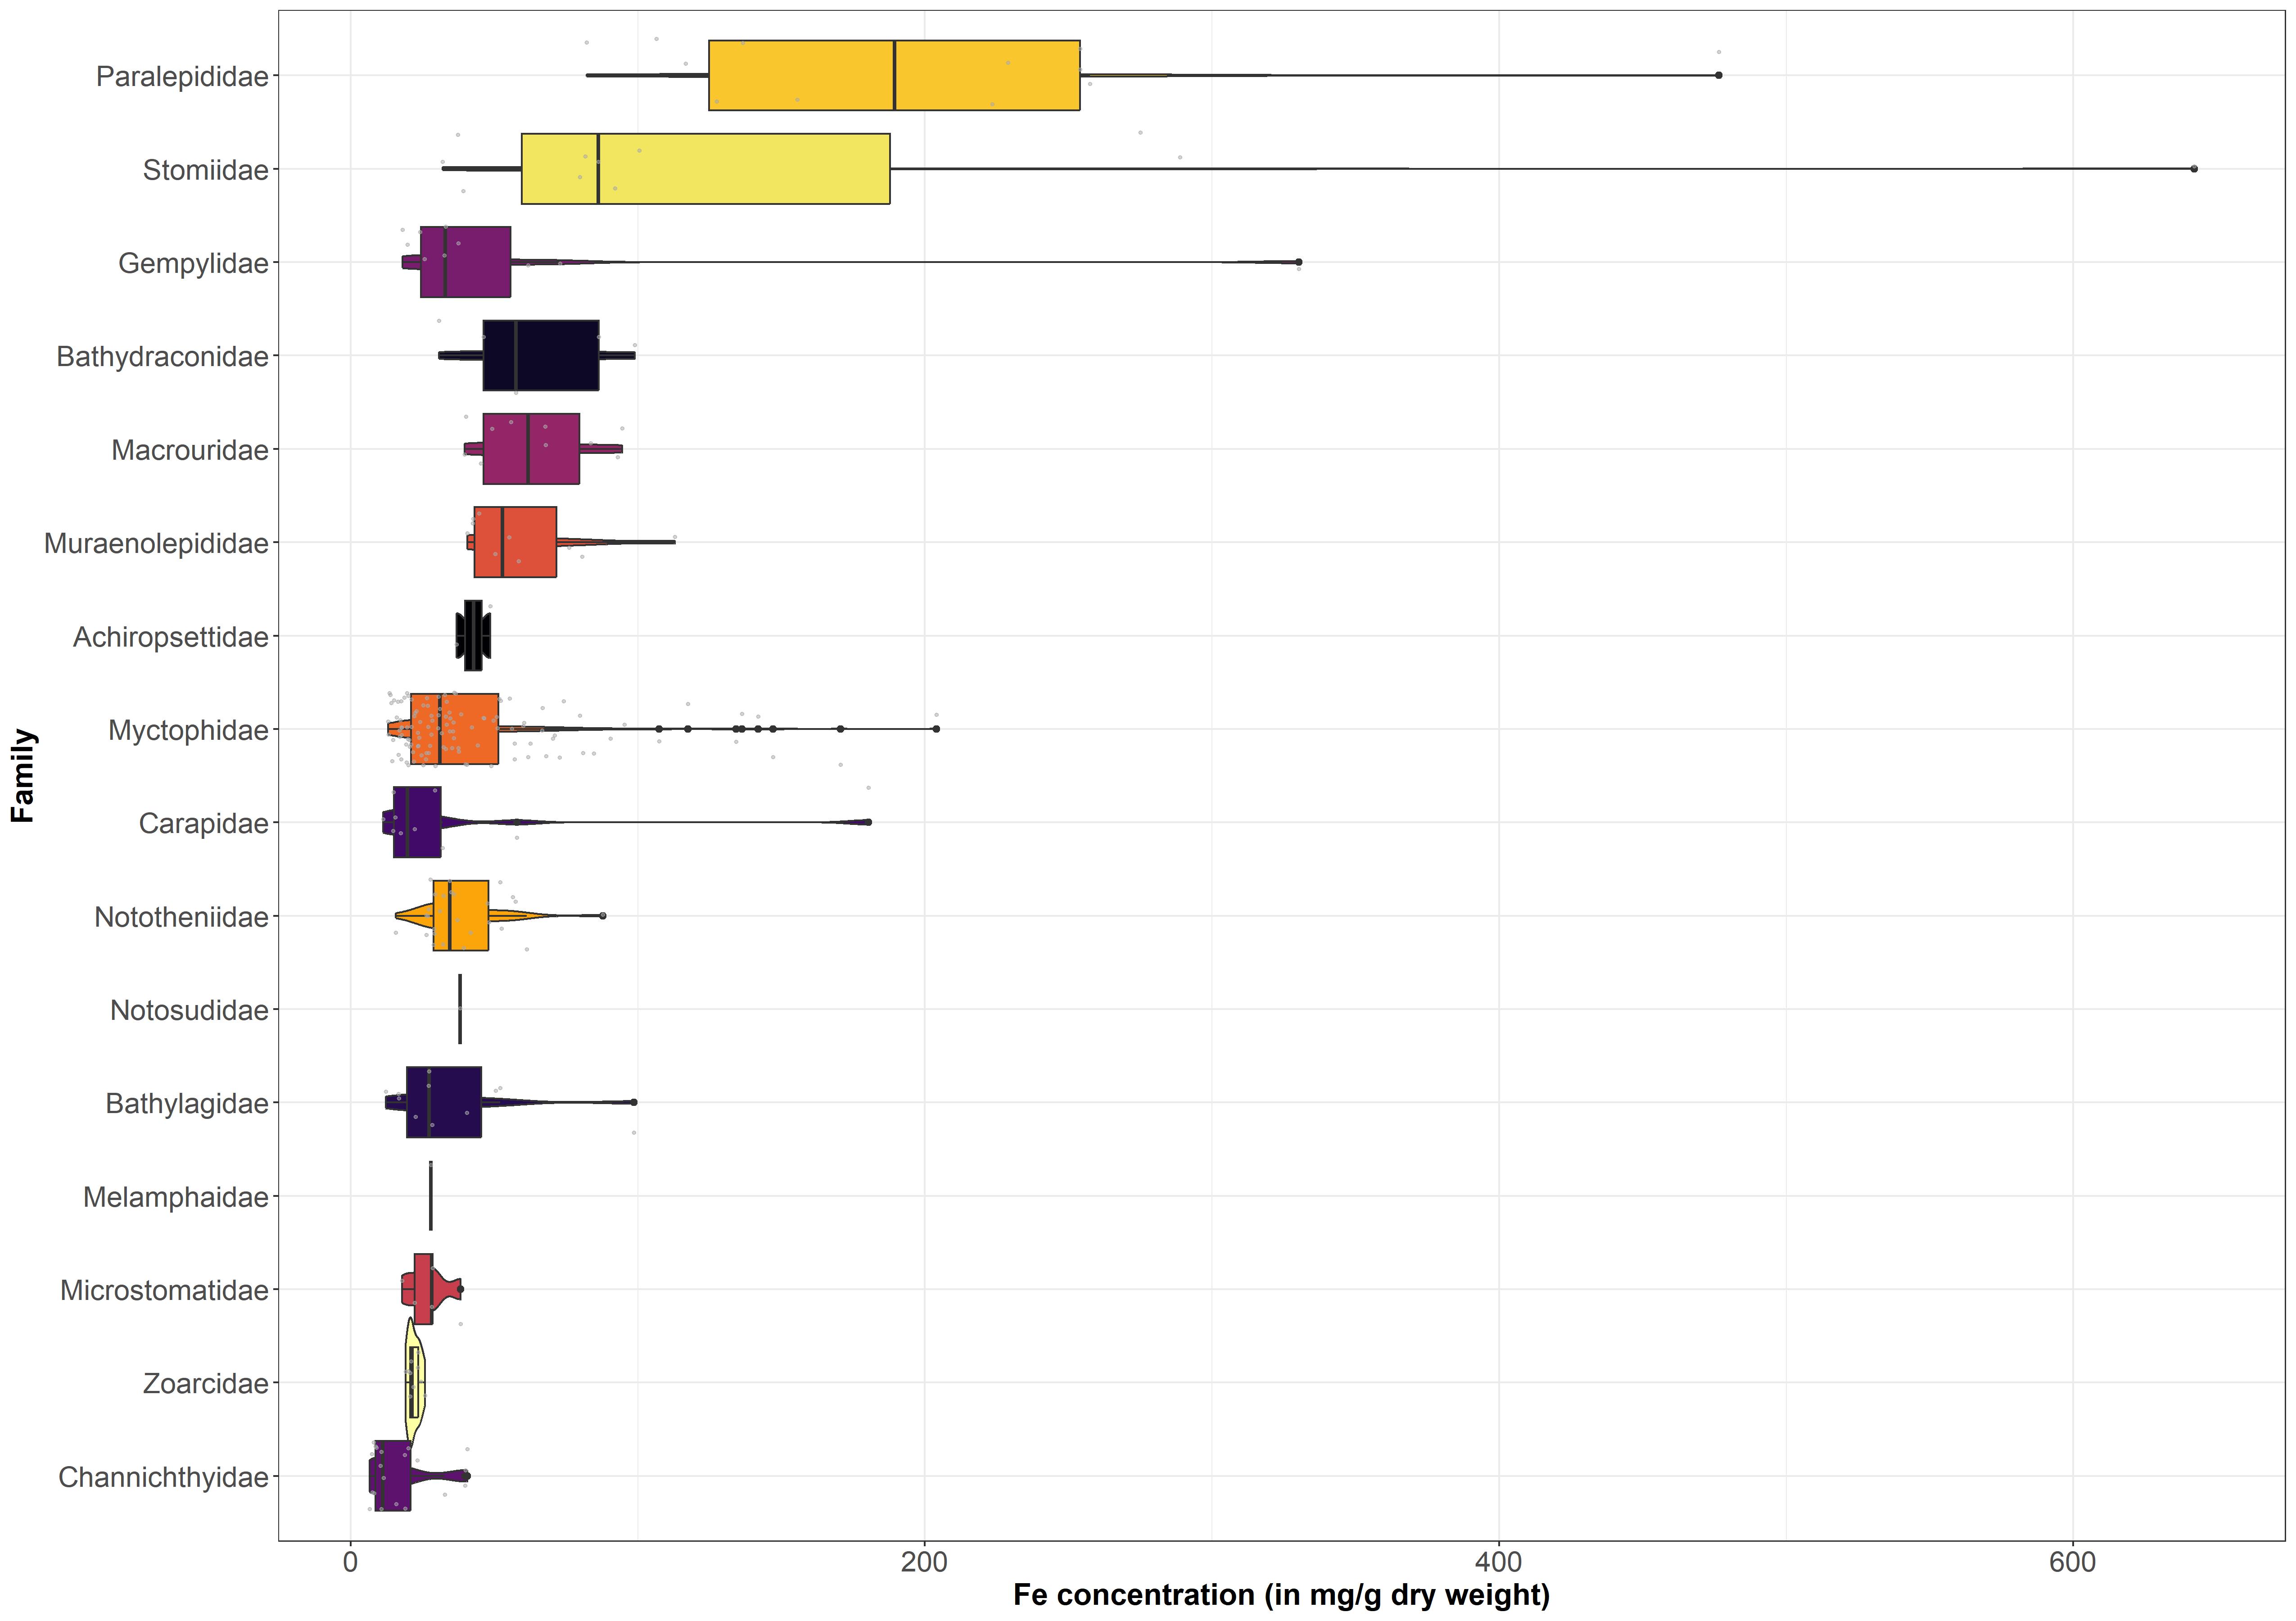 Paralepididae
Stomiidae
Gempylidae
Bathydraconidae
Macrouridae
Muraenolepididae
Achiropsettidae
Myctophidae
Carapidae
Nototheniidae
Notosudidae
Bathylagidae
Melamphaidae
Microstomatidae
Zoarcidae
Channichthyidae
Family
0 200 400 600
Fe concentration (in mg/g dry weight)